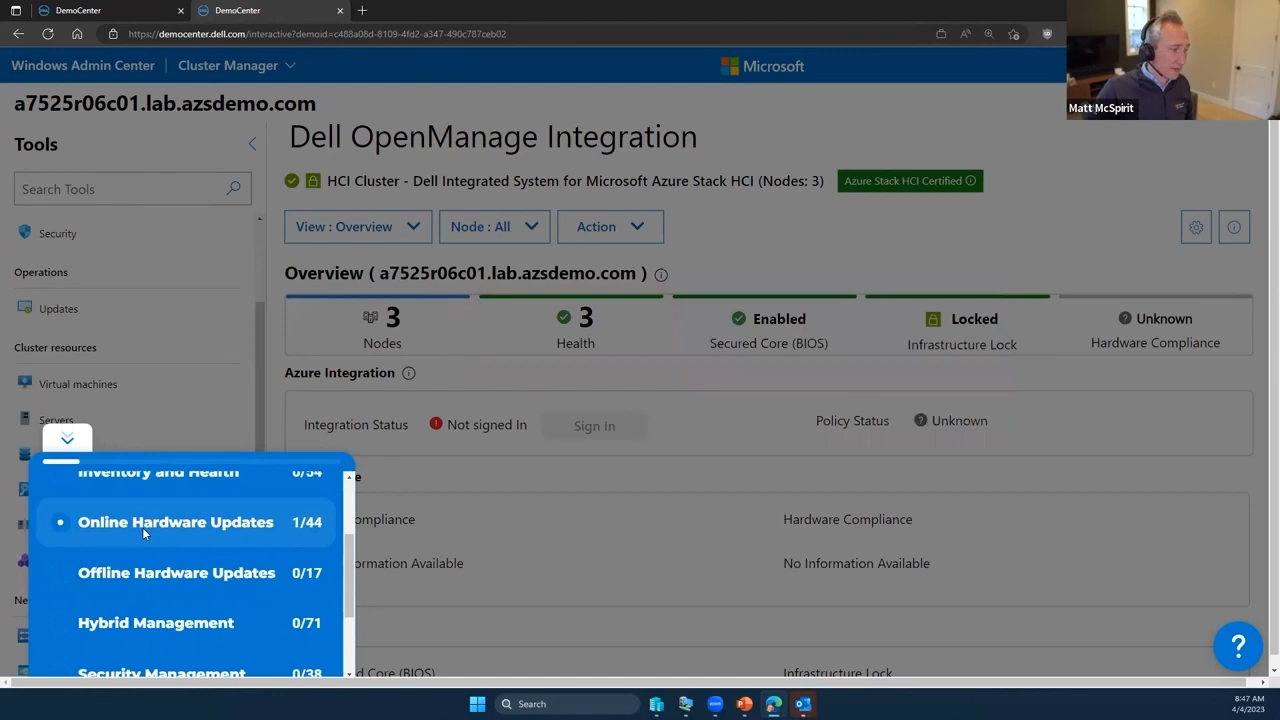 DemoCenter
DemoCenter
https://democenter.dell.com/interactive?demoid=c488a08d-8109-4fd2-a347-490c787ceb02
Matt McSpirit
Windows Admin Center
Cluster Manager
Microsoft
a7525r06c01.lab.azsdemo.com
Tools
Search Tools
Security
Operations
Updates
Cluster resources
Virtual machines
Servers
Ne
Inventory and Health 0/54
Online Hardware Updates 1/44
Offline Hardware Updates 0/17
Hybrid Management 0/71
Security Management 0/38
Dell OpenManage Integration
HCI Cluster - Dell Integrated System for Microsoft Azure Stack HCI (Nodes: 3)
Azure Stack HCI Certified
View : Overview
Node : All
Action
Overview ( a7525r06c01.lab.azsdemo.com )
3
Nodes
3
Health
Enabled
Secured Core (BIOS)
Locked
Infrastructure Lock
Unknown
Hardware Compliance
Azure Integration
Integration Status
Not signed In
Sign In
Policy Status
Unknown
e
ompliance
Hardware Compliance
ormation Available
No Information Available
d Core (BIOS)
Infrastructure Lock
?
Search
8:47 AM
4/4/2023